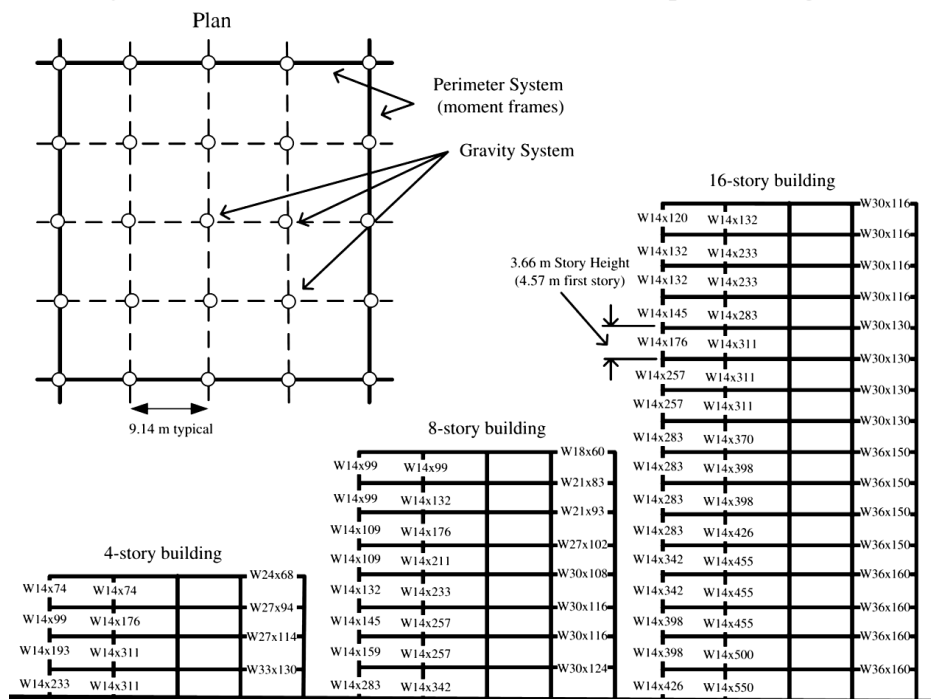 Plan
Perimeter System
(moment frames)
Gravity System
9.14 m typical
16-story building
3.66 m Story Height
(4.57 m first story)
W30x116
W14x120 W14x132
W30x116
W14x132 W14x233
W30x116
W14x132 W14x233
W30x116
W14x145 W14x283
W30x130
W14x176 W14x311
W30x130
W14x257 W14x311
W30x130
W14x257 W14x311
W30x130
W14x283 W14x370
W36x150
W14x283 W14x398
W36x150
W14x283 W14x398
W36x150
W14x283 W14x426
W36x150
W14x342 W14x455
W36x160
W14x342 W14x455
W36x160
W14x398 W14x455
W36x160
W14x398 W14x500
W36x160
W14x426 W14x550
8-story building
W18x60
W14x99 W14x99
W21x83
W14x99 W14x132
W21x93
W14x109 W14x176
W27x102
W14x109 W14x211
W30x108
W14x132 W14x233
W30x116
W14x145 W14x257
W30x116
W14x159 W14x257
W30x124
W14x283 W14x342
4-story building
W24x68
W14x74 W14x74
W27x94
W14x99 W14x176
W27x114
W14x193 W14x311
W33x130
W14x233 W14x311